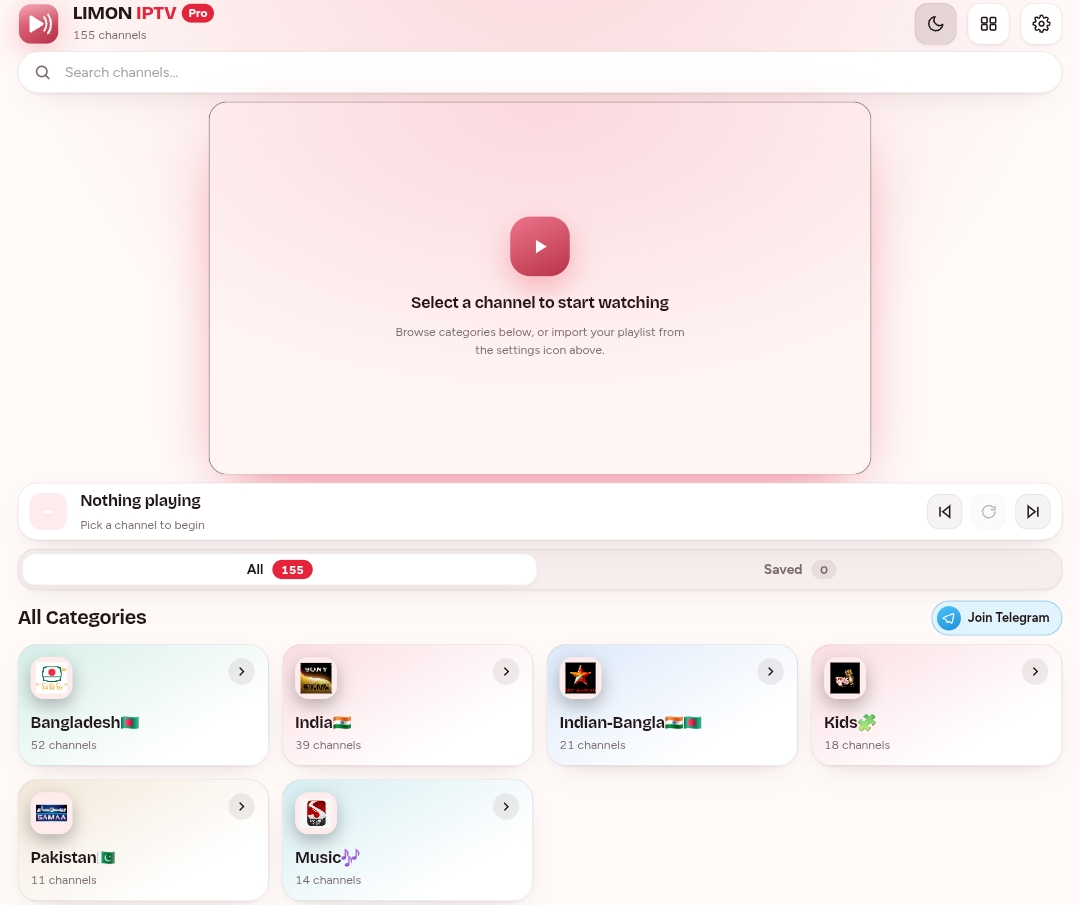 LIMON IPTV Pro
155 channels
Search channels...
Select a channel to start watching
Browse categories below, or import your playlist from
the settings icon above.
Nothing playing
Pick a channel to begin
All 155
Saved 0
All Categories
Join Telegram
Bangladesh🇧🇩
52 channels
SONY
India🇮🇳
39 channels
Indian-Bangla🇮🇳🇧🇩
21 channels
Kids🧩
18 channels
SAMAA
Pakistan🇵🇰
11 channels
Music🎶
14 channels